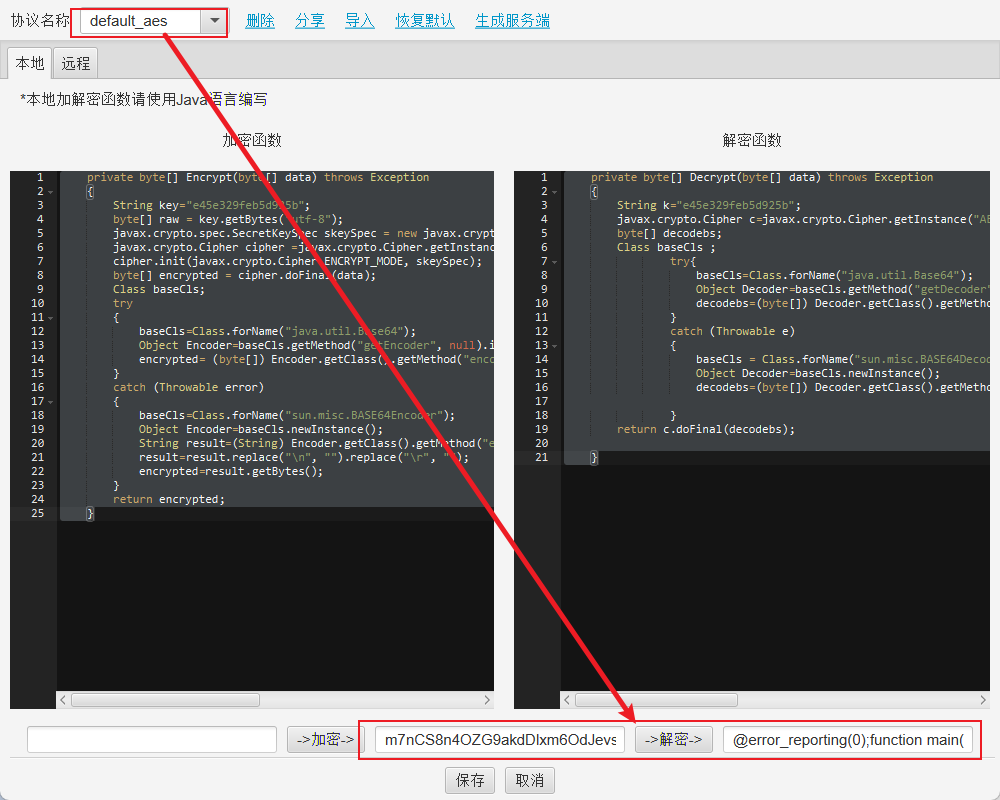 协议名称 default_aes 删除 分享 导入 恢复默认 生成服务端
本地 远程
*本地加解密函数请使用Java语言编写
加密函数 解密函数
1 private byte[] Encrypt(byte[] data) throws Exception
2 {
3 String key="e45e329feb5d925b";
4 byte[] raw = key.getBytes("utf-8");
5 javax.crypto.spec.SecretKeySpec skeySpec = new javax.crypt
6 javax.crypto.Cipher cipher =javax.crypto.Cipher.getInstanc
7 cipher.init(javax.crypto.Cipher.ENCRYPT_MODE, skeySpec);
8 byte[] encrypted = cipher.doFinal(data);
9 Class baseCls;
10 try
11 {
12 baseCls=Class.forName("java.util.Base64");
13 Object Encoder=baseCls.getMethod("getEncoder", null).i
14 encrypted= (byte[]) Encoder.getClass().getMethod("enco
15 }
16 catch (Throwable error)
17 {
18 baseCls=Class.forName("sun.misc.BASE64Encoder");
19 Object Encoder=baseCls.newInstance();
20 String result=(String) Encoder.getClass().getMethod("e
21 result=result.replace("\n", "").replace("\r", "");
22 encrypted=result.getBytes();
23 }
24 return encrypted;
25 }
1 private byte[] Decrypt(byte[] data) throws Exception
2 {
3 String k="e45e329feb5d925b";
4 javax.crypto.Cipher c=javax.crypto.Cipher.getInstance("AE
5 byte[] decodebs;
6 Class baseCls ;
7 try{
8 baseCls=Class.forName("java.util.Base64");
9 Object Decoder=baseCls.getMethod("getDecoder"
10 decodebs=(byte[]) Decoder.getClass().getMetho
11 }
12 catch (Throwable e)
13 {
14 baseCls = Class.forName("sun.misc.BASE64Decod
15 Object Decoder=baseCls.newInstance();
16 decodebs=(byte[]) Decoder.getClass().getMetho
17
18 }
19 return c.doFinal(decodebs);
20
21 }
->加密-> m7nCS8n4OZG9akdDlxm6OdJevs ->解密-> @error_reporting(0);function main(
保存 取消